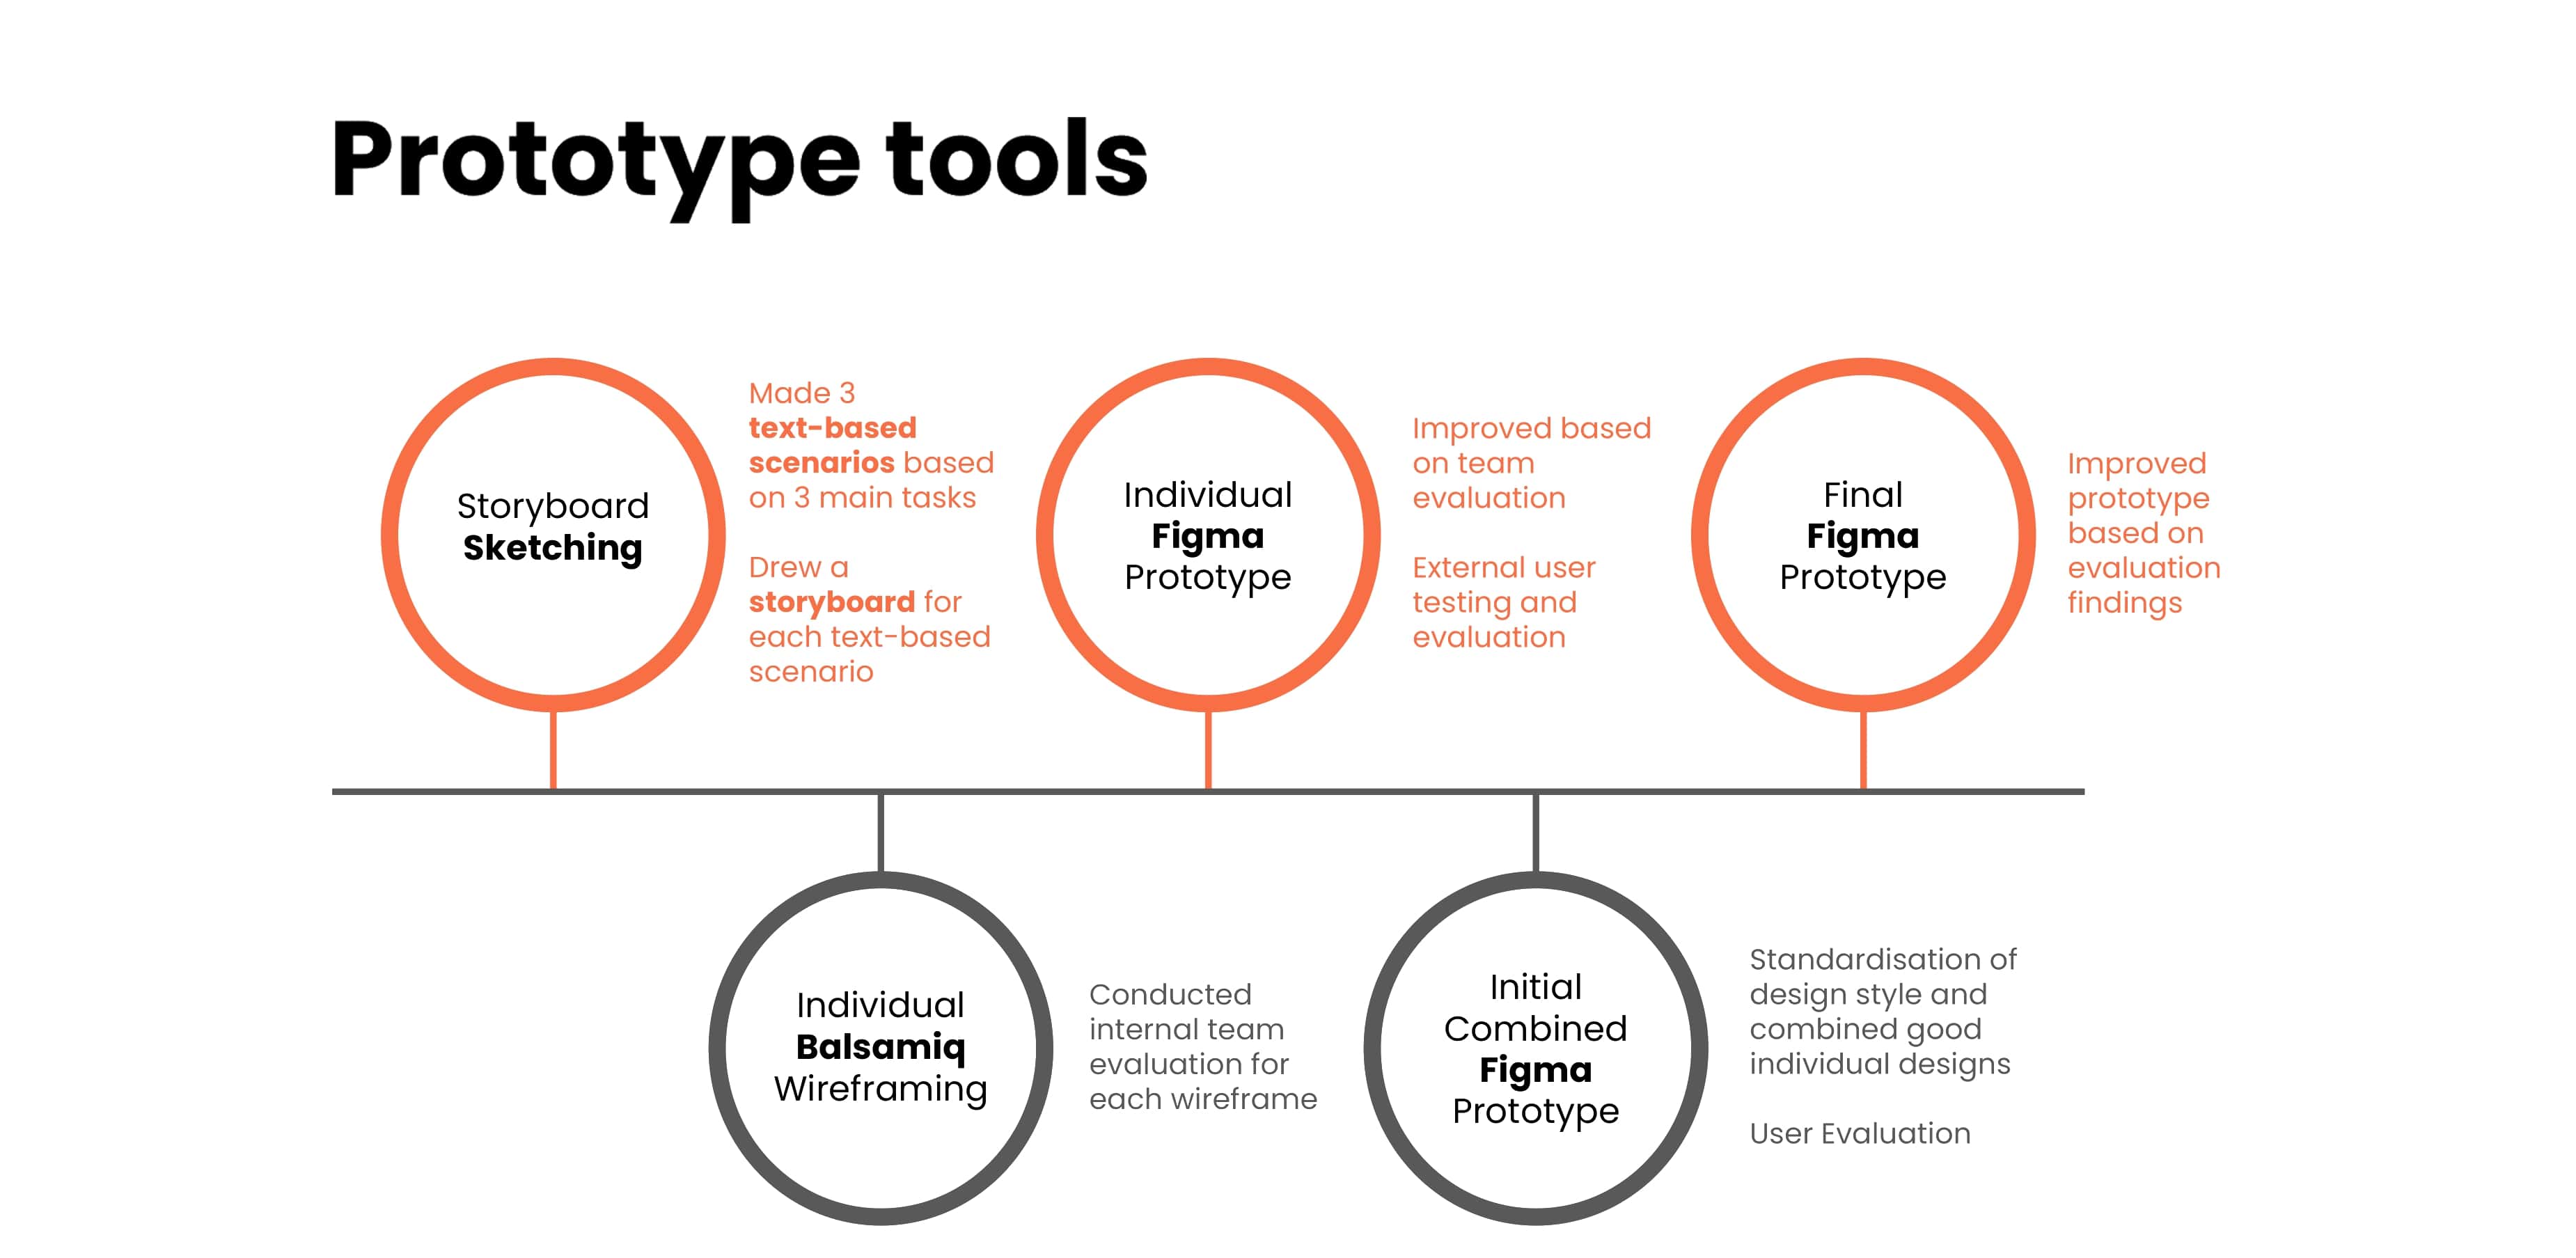 Prototype tools
Storyboard
Sketching
Made 3
text-based
scenarios based
on 3 main tasks
Drew a
storyboard for
each text-based
scenario
Individual
Balsamiq
Wireframing
Conducted
internal team
evaluation for
each wireframe
Individual
Figma
Prototype
Improved based
on team
evaluation
External user
testing and
evaluation
Initial
Combined
Figma
Prototype
Standardisation of
design style and
combined good
individual designs
User Evaluation
Final
Figma
Prototype
Improved
prototype
based on
evaluation
findings